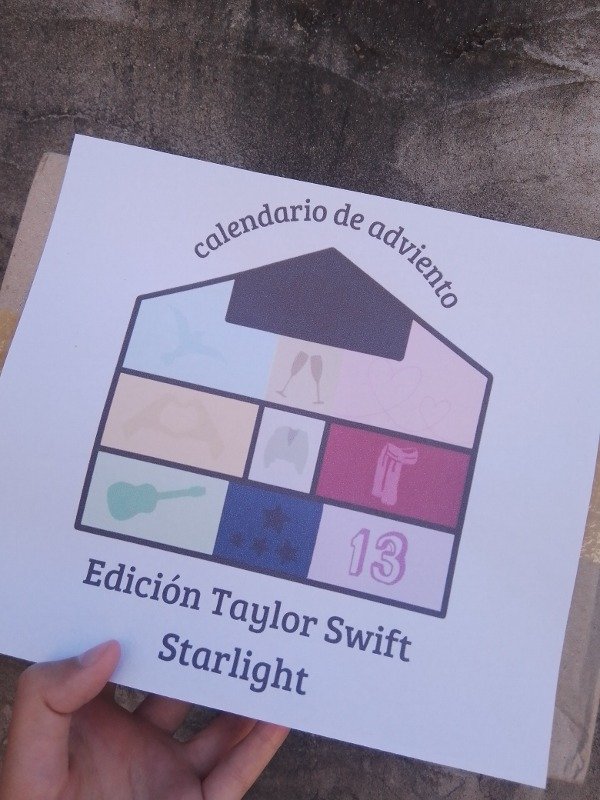 calendario de adviento
13
Edición Taylor Swift
Starlight